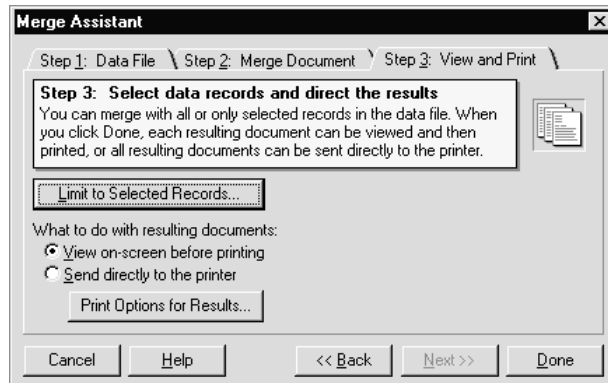 Merge Assistant
Step 1: Data File
Step 2: Merge Document
Step 3: View and Print
Step 3: Select data records and direct the results
You can merge with all or only selected records in the data file. When
you click Done, each resulting document can be viewed and then
printed, or all resulting documents can be sent directly to the printer.
Limit to Selected Records...
What to do with resulting documents:
View on-screen before printing
Send directly to the printer
Print Options for Results...
Cancel
Help
<< Back
Next >>
Done